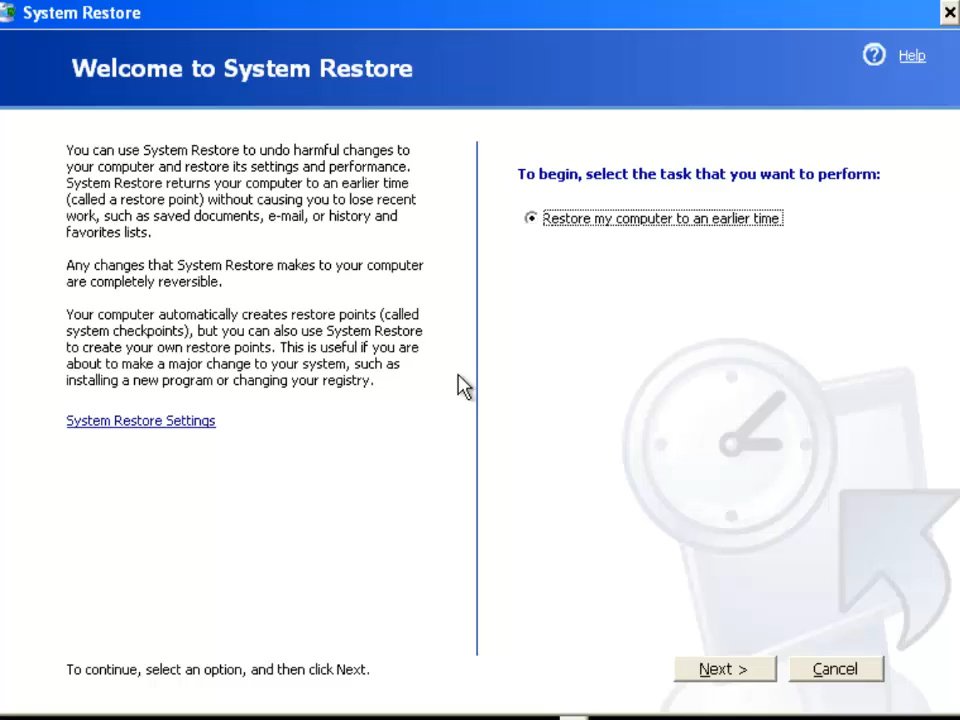 System Restore
Welcome to System Restore
Help
You can use System Restore to undo harmful changes to
your computer and restore its settings and performance.
System Restore returns your computer to an earlier time
(called a restore point) without causing you to lose recent
work, such as saved documents, e-mail, or history and
favorites lists.
Any changes that System Restore makes to your computer
are completely reversible.
Your computer automatically creates restore points (called
system checkpoints), but you can also use System Restore
to create your own restore points. This is useful if you are
about to make a major change to your system, such as
installing a new program or changing your registry.
System Restore Settings
To begin, select the task that you want to perform:
Restore my computer to an earlier time
To continue, select an option, and then click Next.
Next >
Cancel